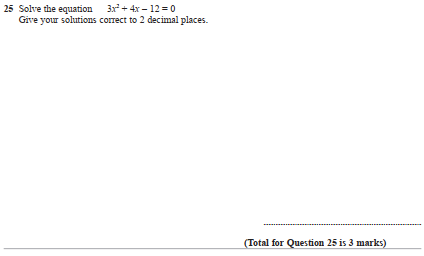 25 Solve the equation 3x² + 4x – 12 = 0
Give your solutions correct to 2 decimal places.
(Total for Question 25 is 3 marks)